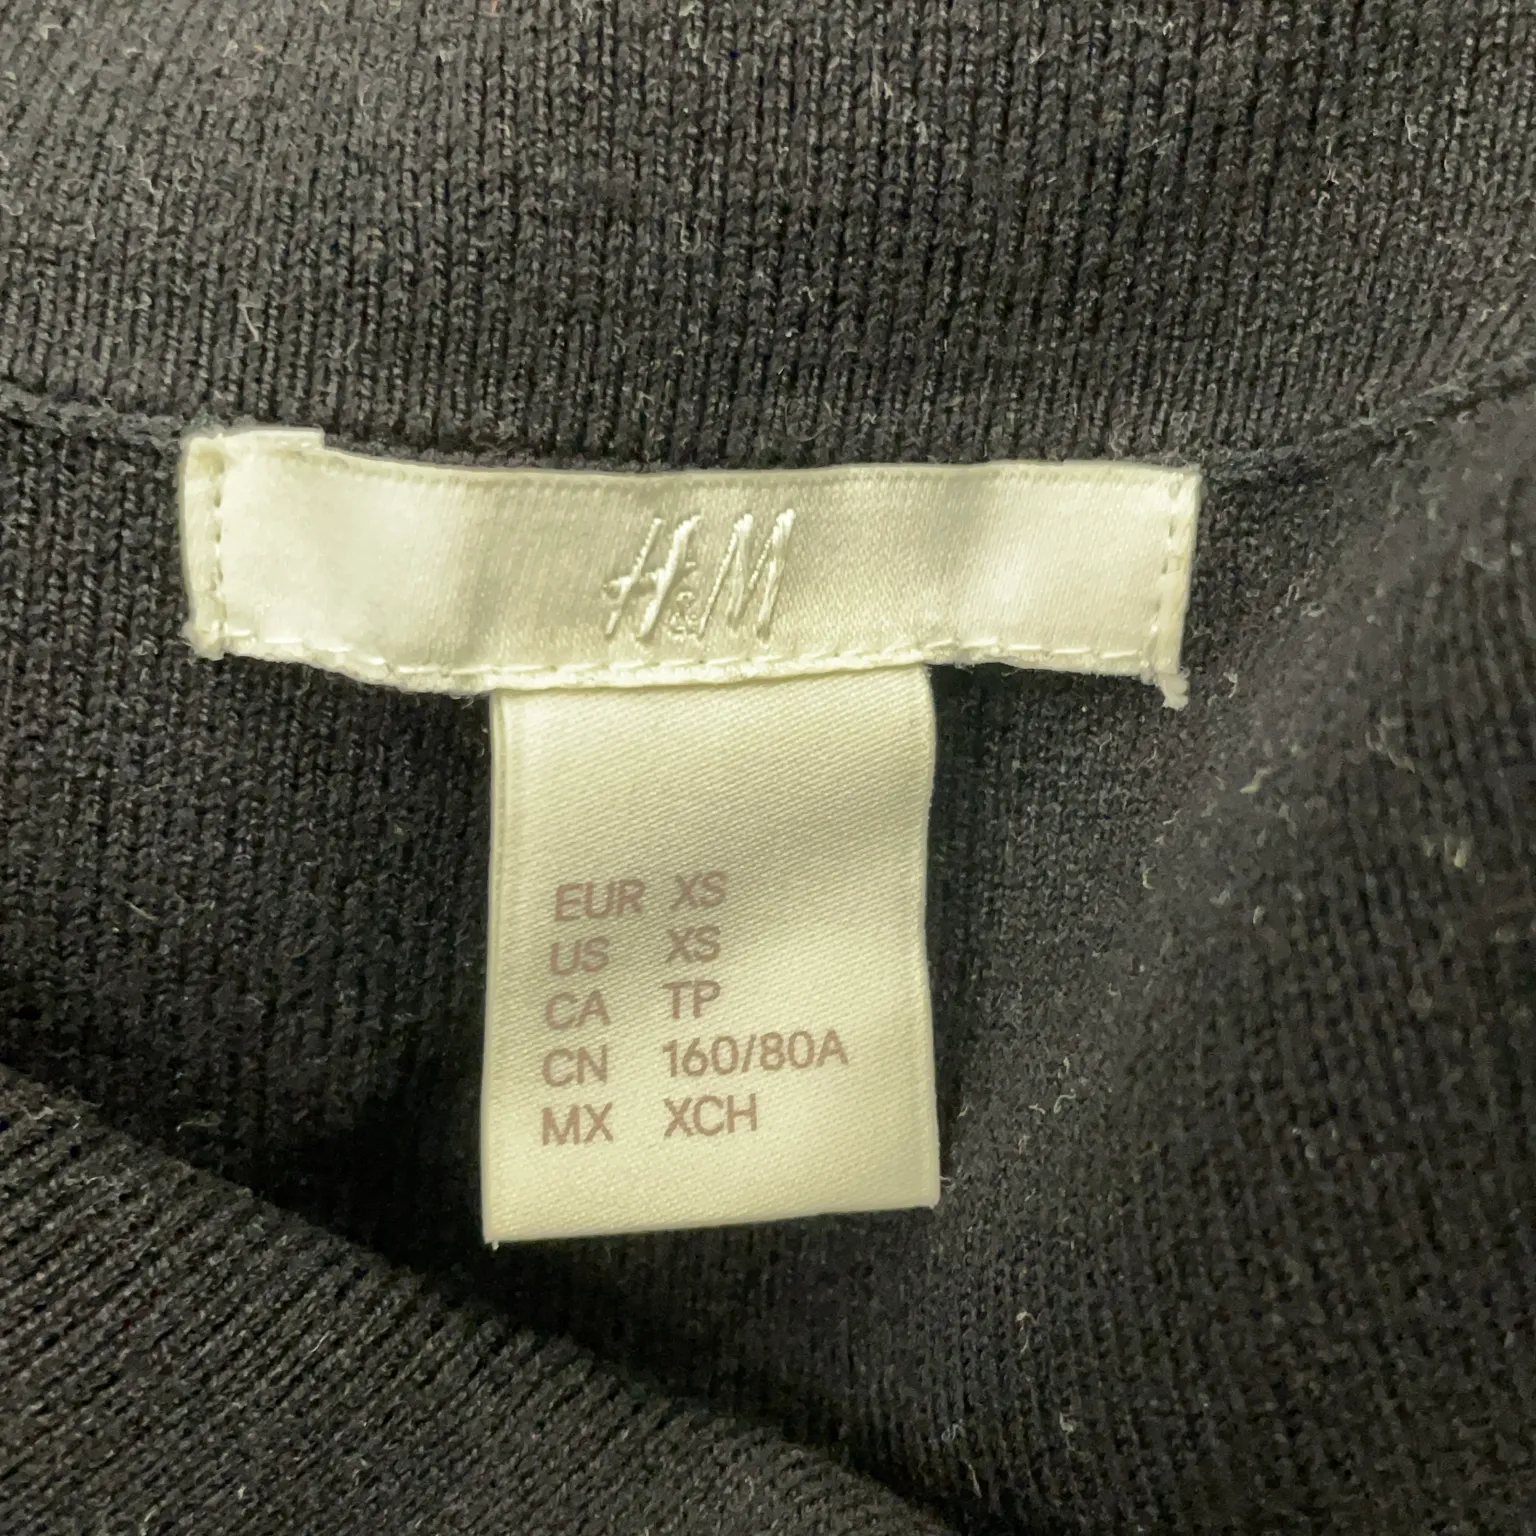 H&M
EUR XS
US XS
CA TP
CN 160/80A
MX XCH